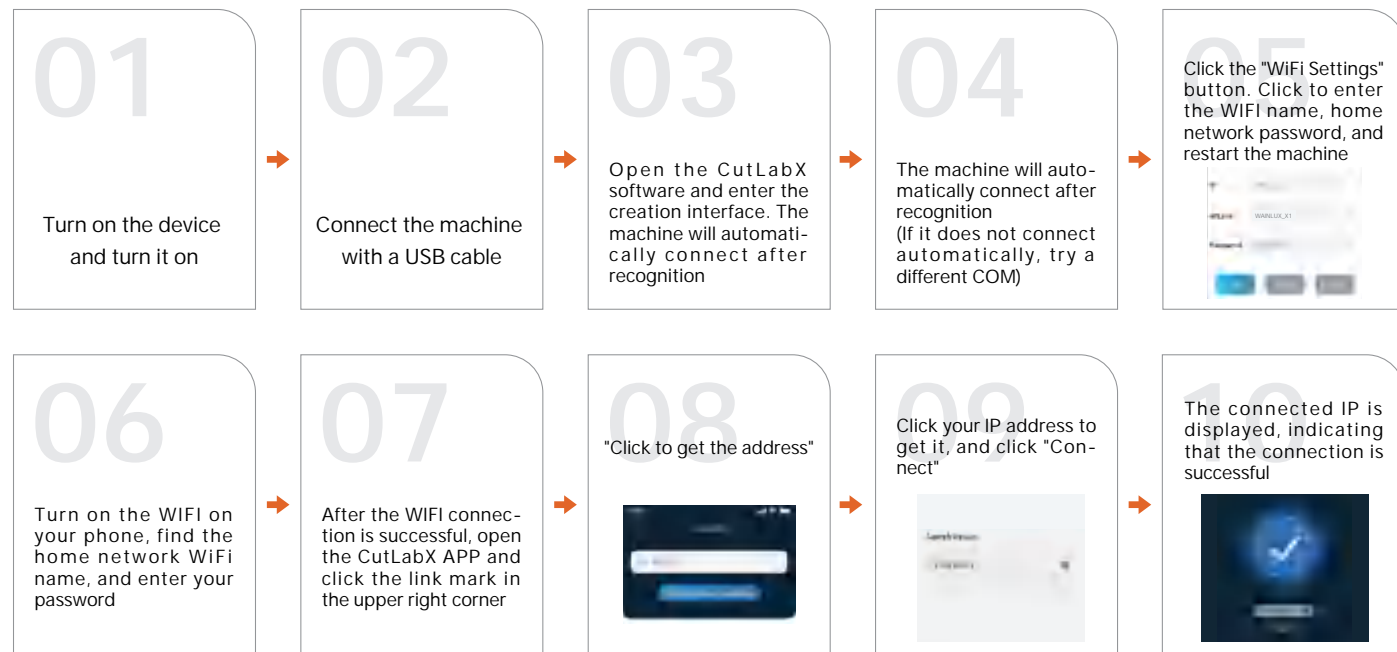 01
Turn on the device
and turn it on
02
Connect the machine
with a USB cable
03
Open the CutLabX
software and enter the
creation interface. The
machine will automati-
cally connect after
recognition
04
The machine will auto-
matically connect after
recognition
(If it does not connect
automatically, try a
different COM)
05
Click the "WiFi Settings"
button. Click to enter
the WIFI name, home
network password, and
restart the machine
WAINLUX_X1
06
Turn on the WIFI on
your phone, find the
home network WiFi
name, and enter your
password
07
After the WIFI connec-
tion is successful, open
the CutLabX APP and
click the link mark in
the upper right corner
08
"Click to get the address"
09
Click your IP address to
get it, and click "Con-
nect"
10
The connected IP is
displayed, indicating
that the connection is
successful